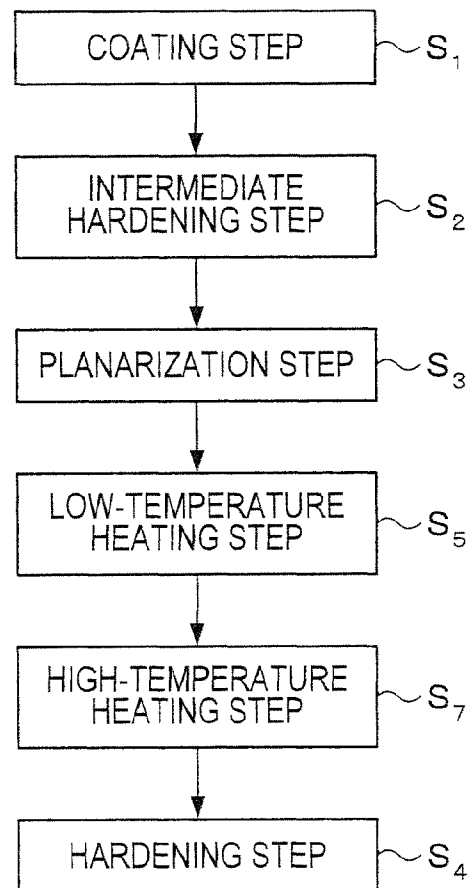 COATING STEP
S1
INTERMEDIATE
HARDENING STEP
S2
PLANARIZATION STEP
S3
LOW-TEMPERATURE
HEATING STEP
S5
HIGH-TEMPERATURE
HEATING STEP
S7
HARDENING STEP
S4